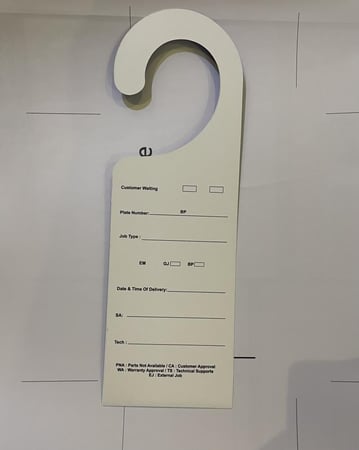 e
Customer Waiting
Plate Number: BP
Job Type :
EM GJ BP
Date & Time Of Delivery:
SA:
Tech :
PNA : Parts Not Available / CA : Customer Approval
WA : Warranty Approval / TS : Technical Supports
EJ : External Job